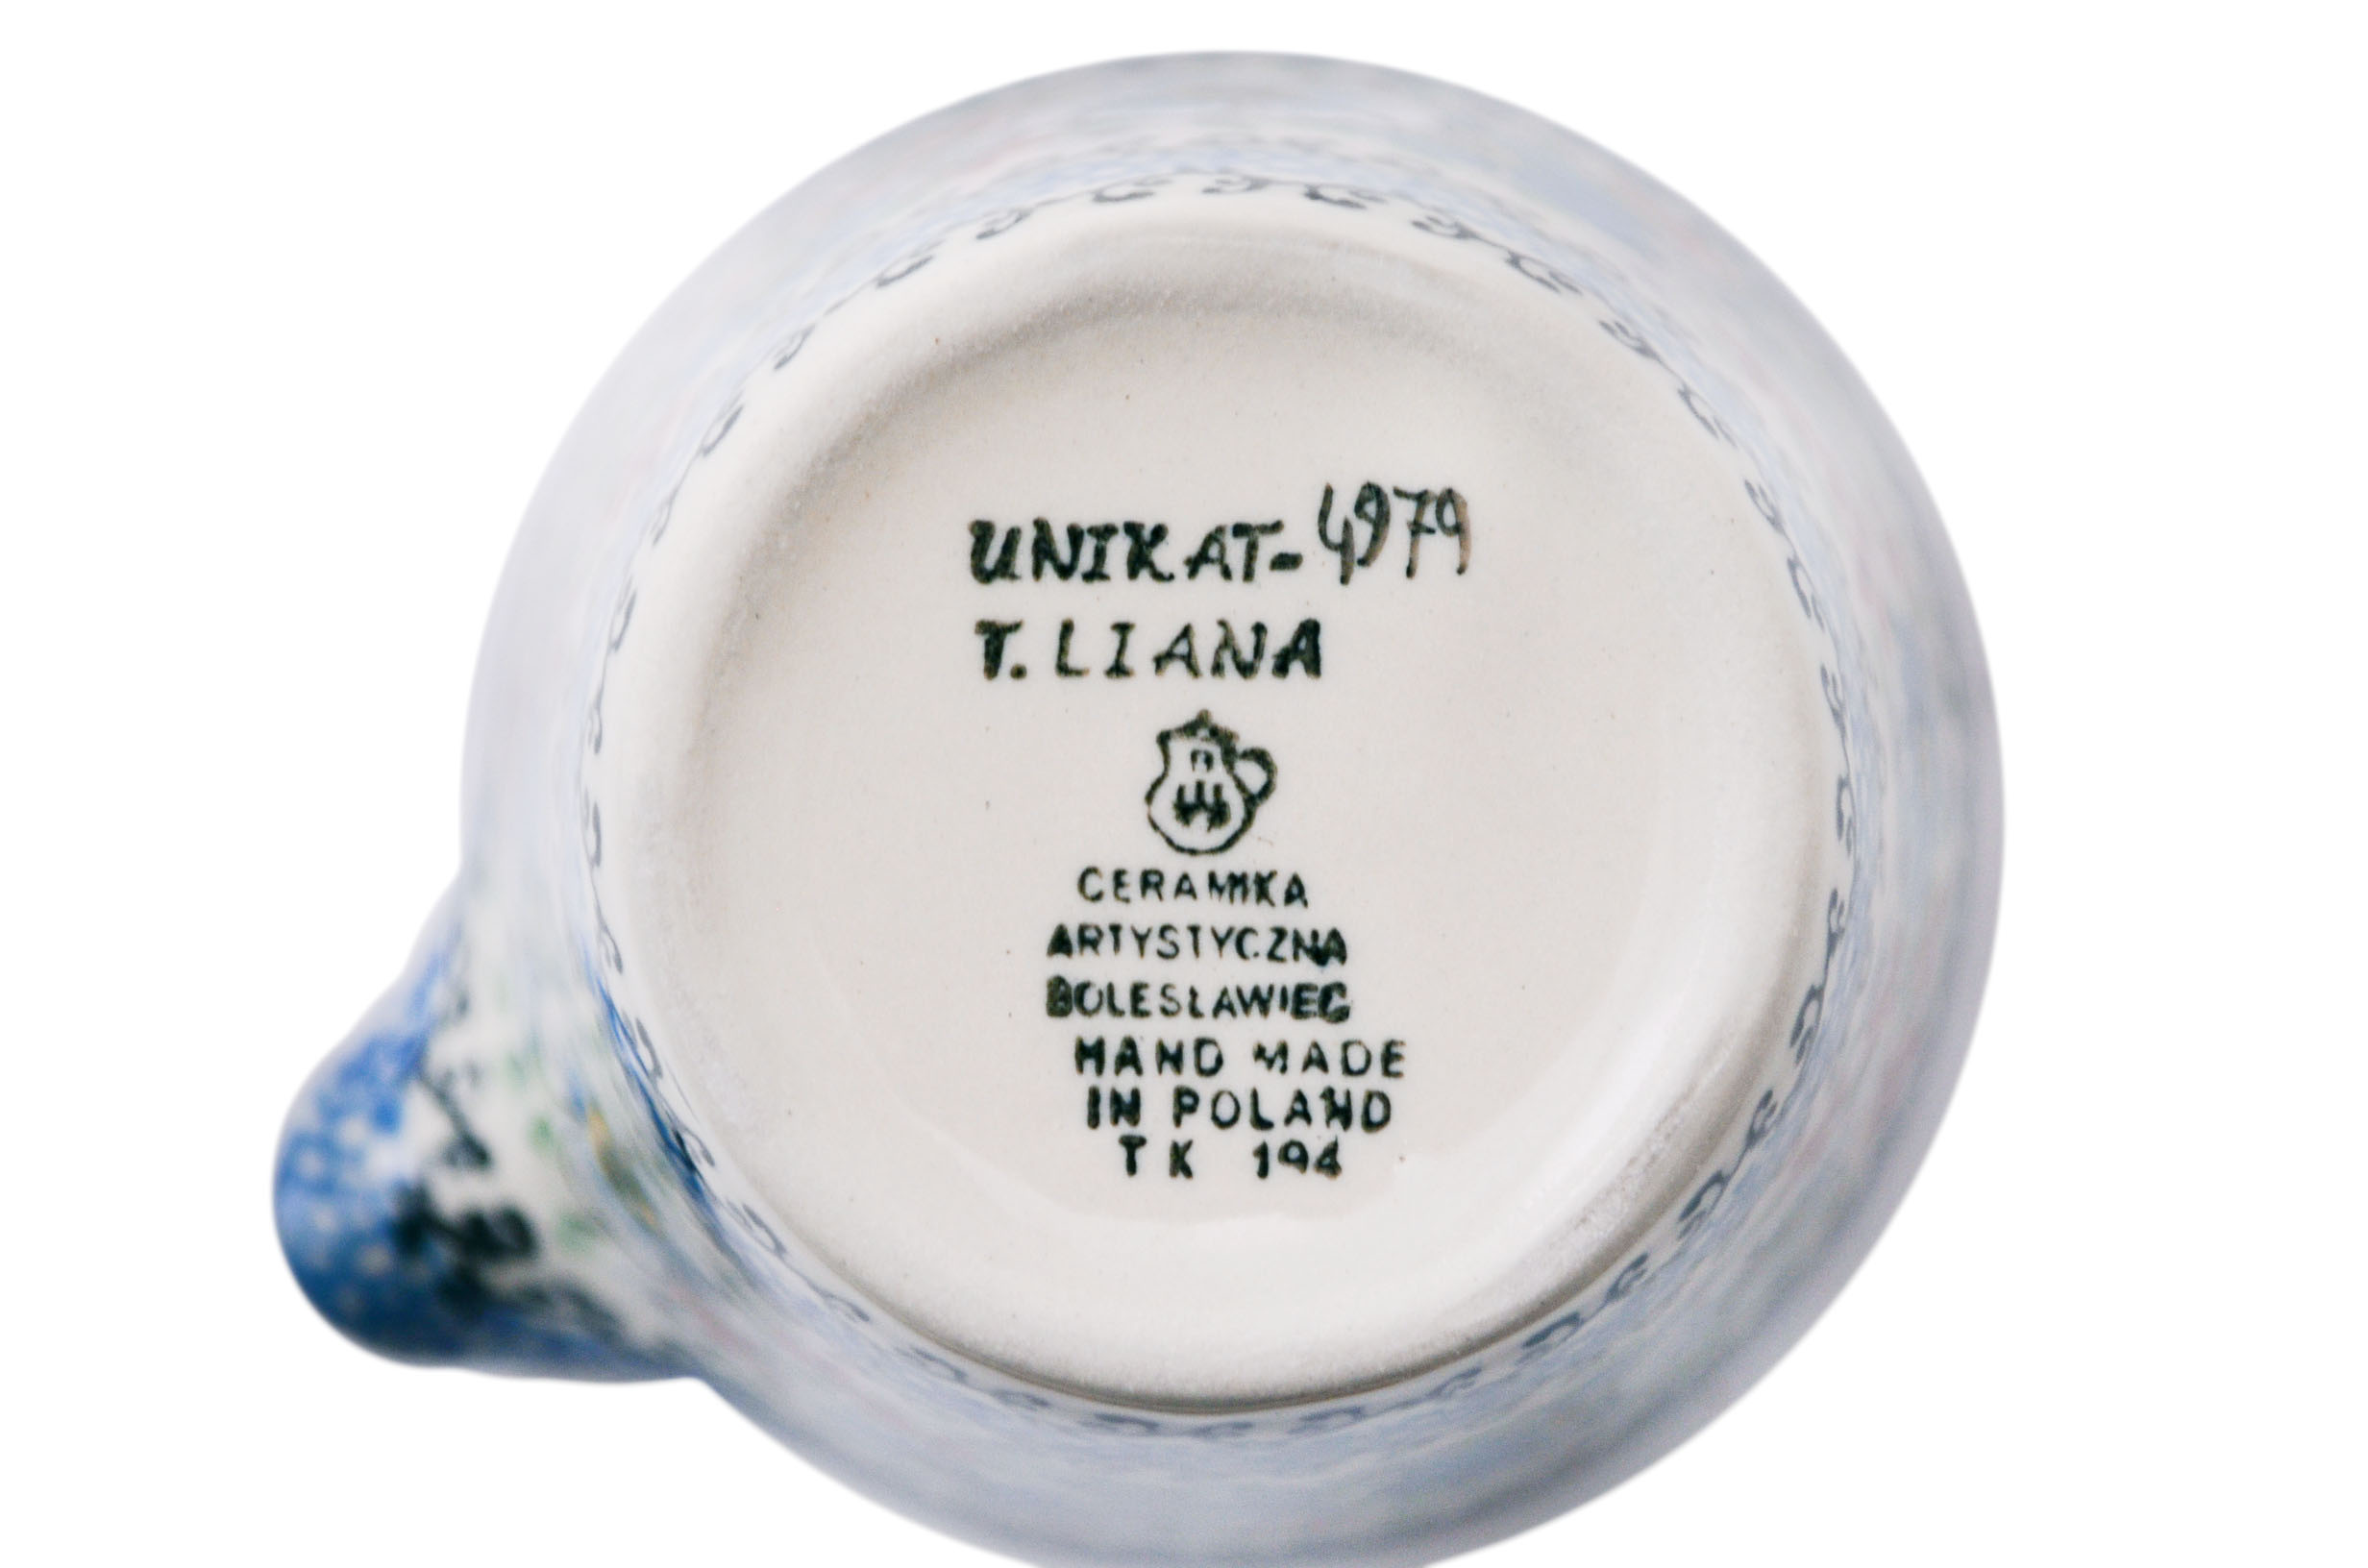 UNIKAT-4979
T. LIANA
CERAMIKA
ARTYSTYCZNA
BOLESŁAWIEC
HAND MADE
IN POLAND
TK 194